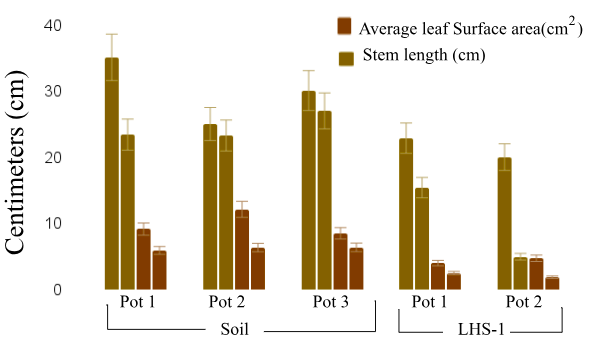 Centimeters (cm)
40
30
20
10
0
Average leaf Surface area(cm²)
Stem length (cm)
Pot 1
Pot 2
Pot 3
Pot 1
Pot 2
Soil
LHS-1